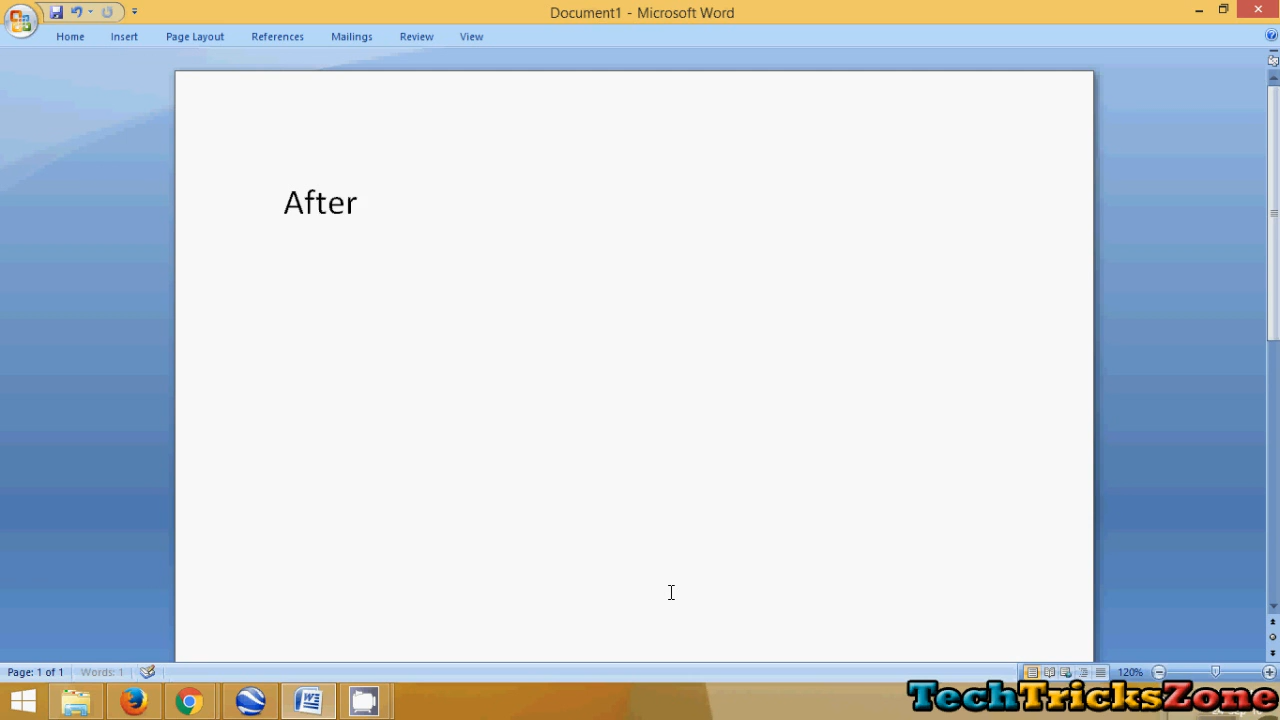 Document1 - Microsoft Word
Home Insert Page Layout References Mailings Review View
After
Page: 1 of 1 Words: 1 120%
TechTricksZone